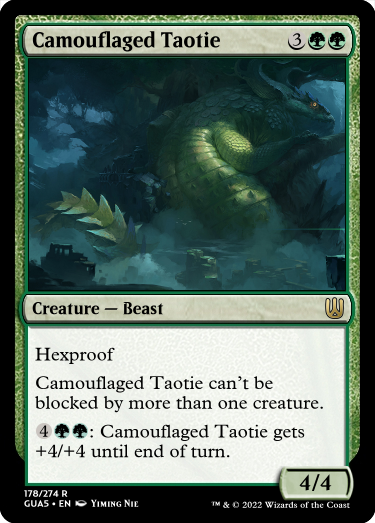 Camouflaged Taotie 3
Creature — Beast
Hexproof
Camouflaged Taotie can't be
blocked by more than one creature.
4: Camouflaged Taotie gets
+4/+4 until end of turn.
4/4
178/274 R
GUA5 • EN YIMING NIE
™ & © 2022 Wizards of the Coast